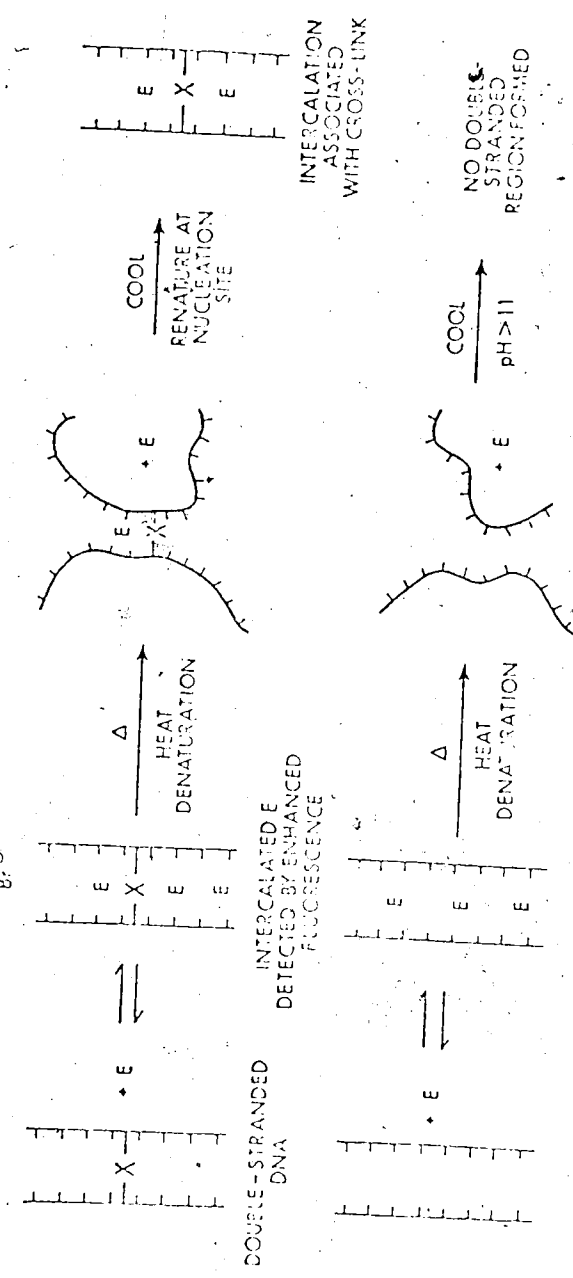 X
+ E
DOUBLE-STRANDED
DNA
E
X
E
E
INTERCALATED E
DETECTED BY ENHANCED
FLUORESCENCE
Δ
HEAT
DENATURATION
E
X
+ E
COOL
RENATURE AT
NUCLEATION
SITE
E
X
E
INTERCALATION
ASSOCIATED
WITH CROSS-LINK
+ E
E
E
E
Δ
HEAT
DENATURATION
+ E
COOL
pH>11
NO DOUBLE-
STRANDED
REGION FORMED